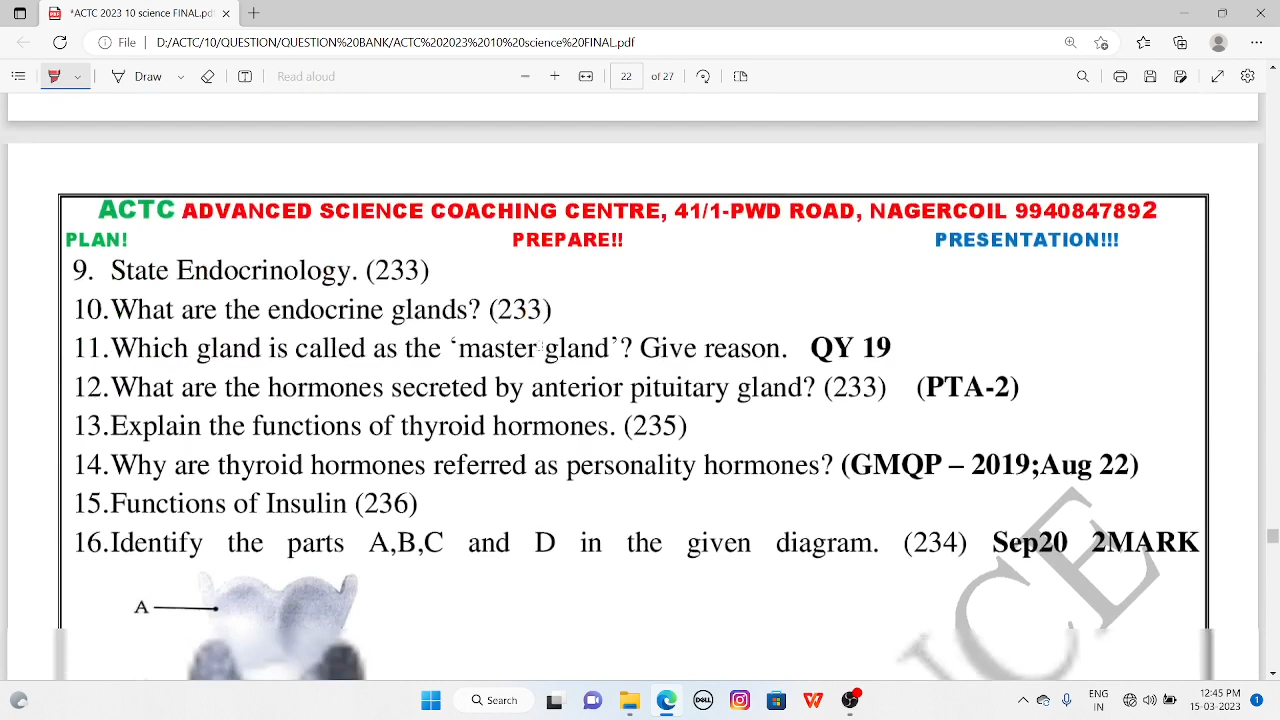 *ACTC 2023 10 science FINAL.pdf
File D:/ACTC/10/QUESTION/QUESTION%20BANK/ACTC%202023%2010%20science%20FINAL.pdf
Draw Read aloud 22 of 27
ACTC ADVANCED SCIENCE COACHING CENTRE, 41/1-PWD ROAD, NAGERCOIL 9940847892
PLAN! PREPARE!! PRESENTATION!!!
9. State Endocrinology. (233)
10.What are the endocrine glands? (233)
11.Which gland is called as the ‘master gland’? Give reason. QY 19
12.What are the hormones secreted by anterior pituitary gland? (233) (PTA-2)
13.Explain the functions of thyroid hormones. (235)
14.Why are thyroid hormones referred as personality hormones? (GMQP – 2019;Aug 22)
15.Functions of Insulin (236)
16.Identify the parts A,B,C and D in the given diagram. (234) Sep20 2MARK
A
Search
DELL
ENG
IN
12:45 PM
15-03-2023
1